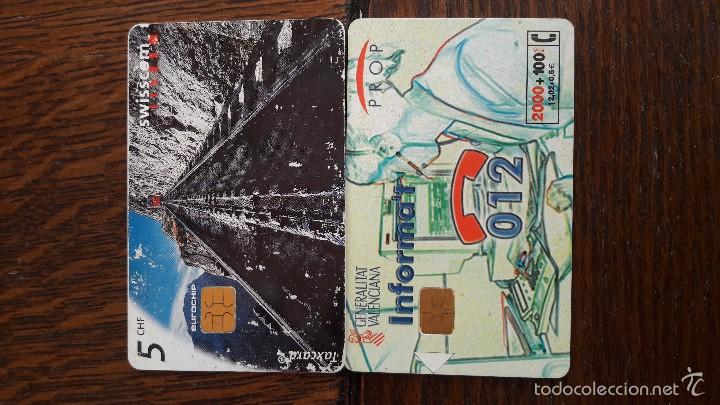 swisscom
5 CHF
eurochip
Taxcard
PROP
2000+100
12,02+0,6€
C
Informa't
012
GENERALITAT
VALENCIANA
todocoleccion.net